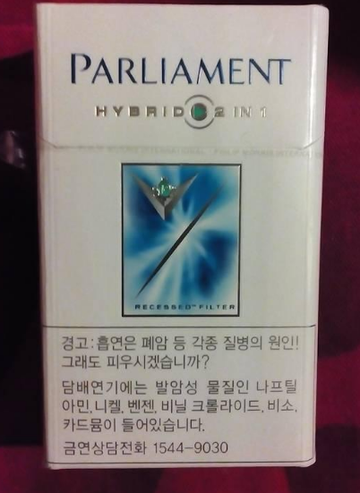 PARLIAMENT
HYBRID 2 IN 1
RECESSED™ FILTER
경고: 흡연은 폐암 등 각종 질병의 원인!
그래도 피우시겠습니까?
담배연기에는 발암성 물질인 나프틸
아민, 니켈, 벤젠, 비닐 크롤라이드, 비소,
카드뮴이 들어있습니다.
금연상담전화 1544-9030